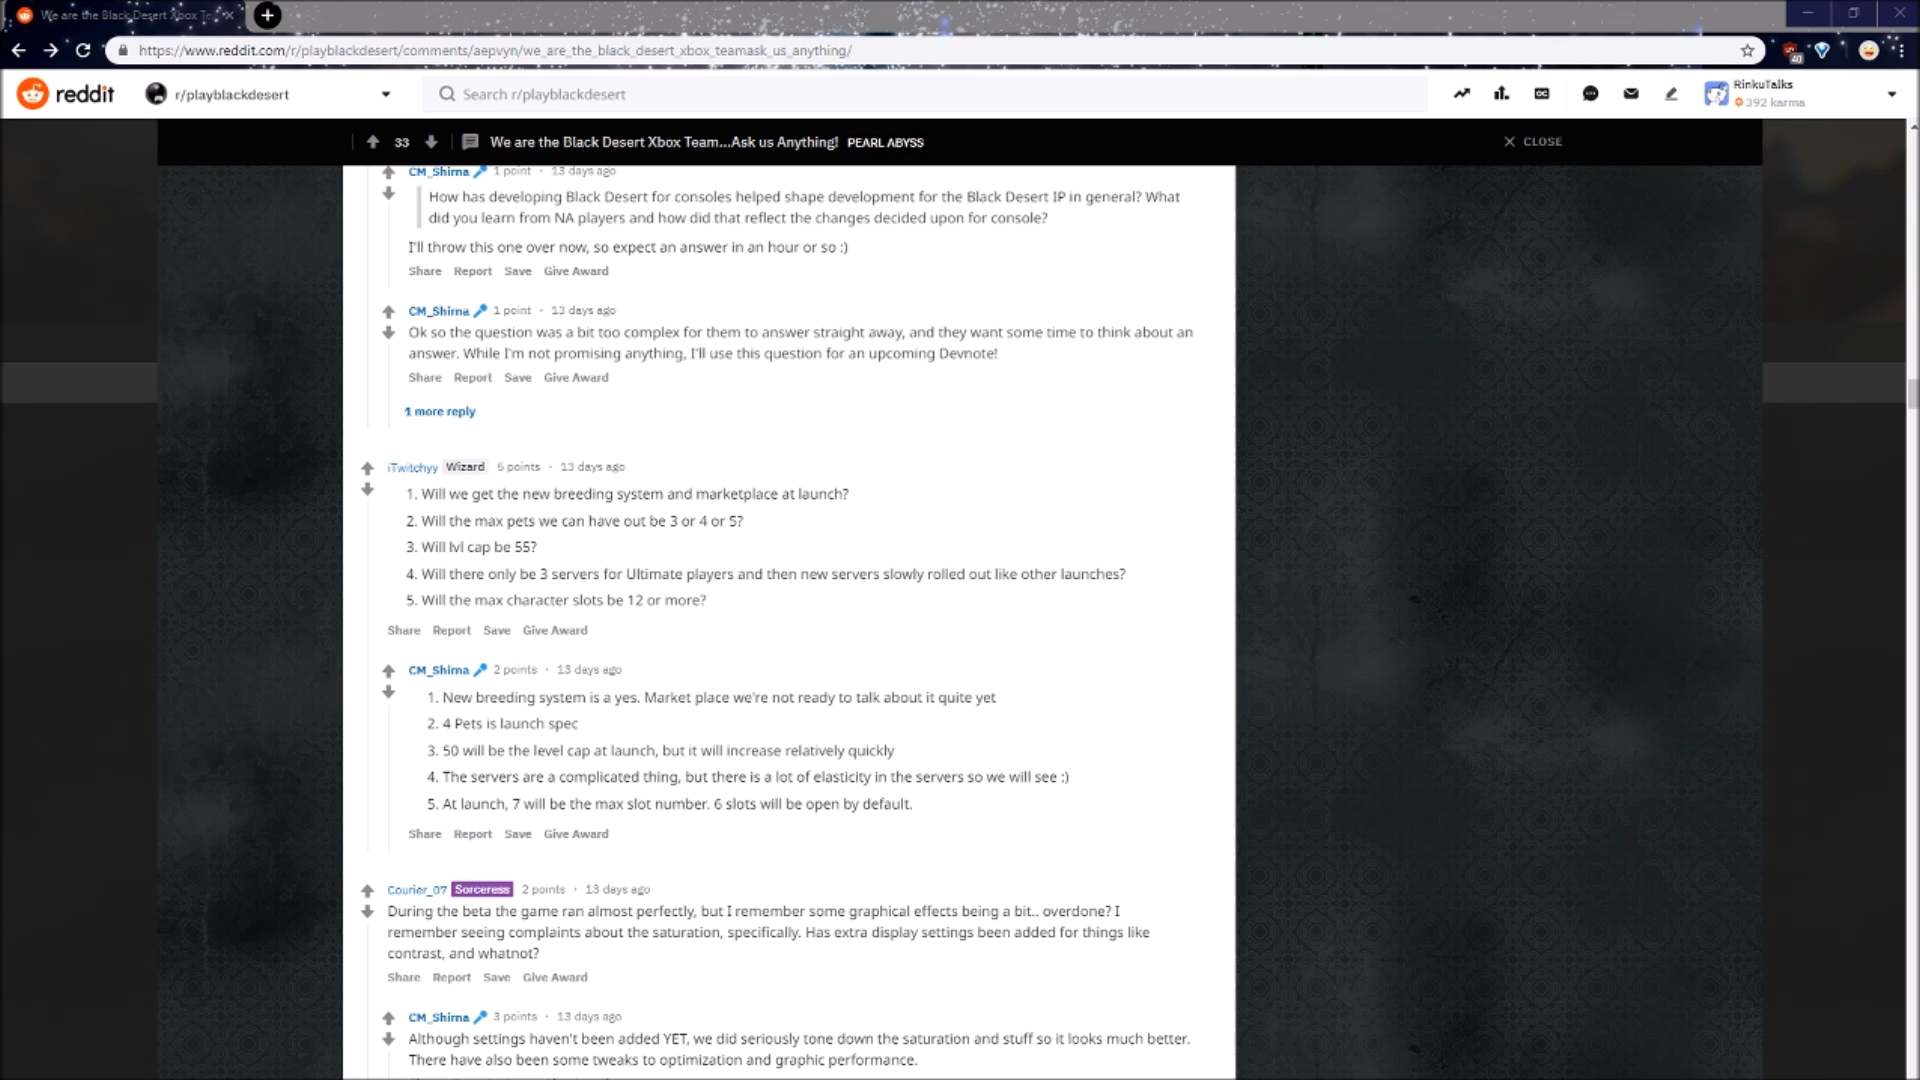 We are the Black Desert Xbox Te
https://www.reddit.com/r/playblackdesert/comments/aepvyn/we_are_the_black_desert_xbox_teamask_us_anything/
40
reddit
r/playblackdesert
Search r/playblackdesert
RinkuTalks
392 karma
33
We are the Black Desert Xbox Team...Ask us Anything! PEARL ABYSS
CLOSE
CM_Shirna 1 point · 13 days ago
How has developing Black Desert for consoles helped shape development for the Black Desert IP in general? What
did you learn from NA players and how did that reflect the changes decided upon for console?
I'll throw this one over now, so expect an answer in an hour or so :)
Share Report Save Give Award
CM_Shirna 1 point · 13 days ago
Ok so the question was a bit too complex for them to answer straight away, and they want some time to think about an
answer. While I'm not promising anything, I'll use this question for an upcoming Devnote!
Share Report Save Give Award
1 more reply
iTwitchyy Wizard 5 points · 13 days ago
1. Will we get the new breeding system and marketplace at launch?
2. Will the max pets we can have out be 3 or 4 or 5?
3. Will lvl cap be 55?
4. Will there only be 3 servers for Ultimate players and then new servers slowly rolled out like other launches?
5. Will the max character slots be 12 or more?
Share Report Save Give Award
CM_Shirna 2 points · 13 days ago
1. New breeding system is a yes. Market place we're not ready to talk about it quite yet
2. 4 Pets is launch spec
3. 50 will be the level cap at launch, but it will increase relatively quickly
4. The servers are a complicated thing, but there is a lot of elasticity in the servers so we will see :)
5. At launch, 7 will be the max slot number. 6 slots will be open by default.
Share Report Save Give Award
Courier_07 Sorceress 2 points · 13 days ago
During the beta the game ran almost perfectly, but I remember some graphical effects being a bit.. overdone? I
remember seeing complaints about the saturation, specifically. Has extra display settings been added for things like
contrast, and whatnot?
Share Report Save Give Award
CM_Shirna 3 points · 13 days ago
Although settings haven't been added YET, we did seriously tone down the saturation and stuff so it looks much better.
There have also been some tweaks to optimization and graphic performance.